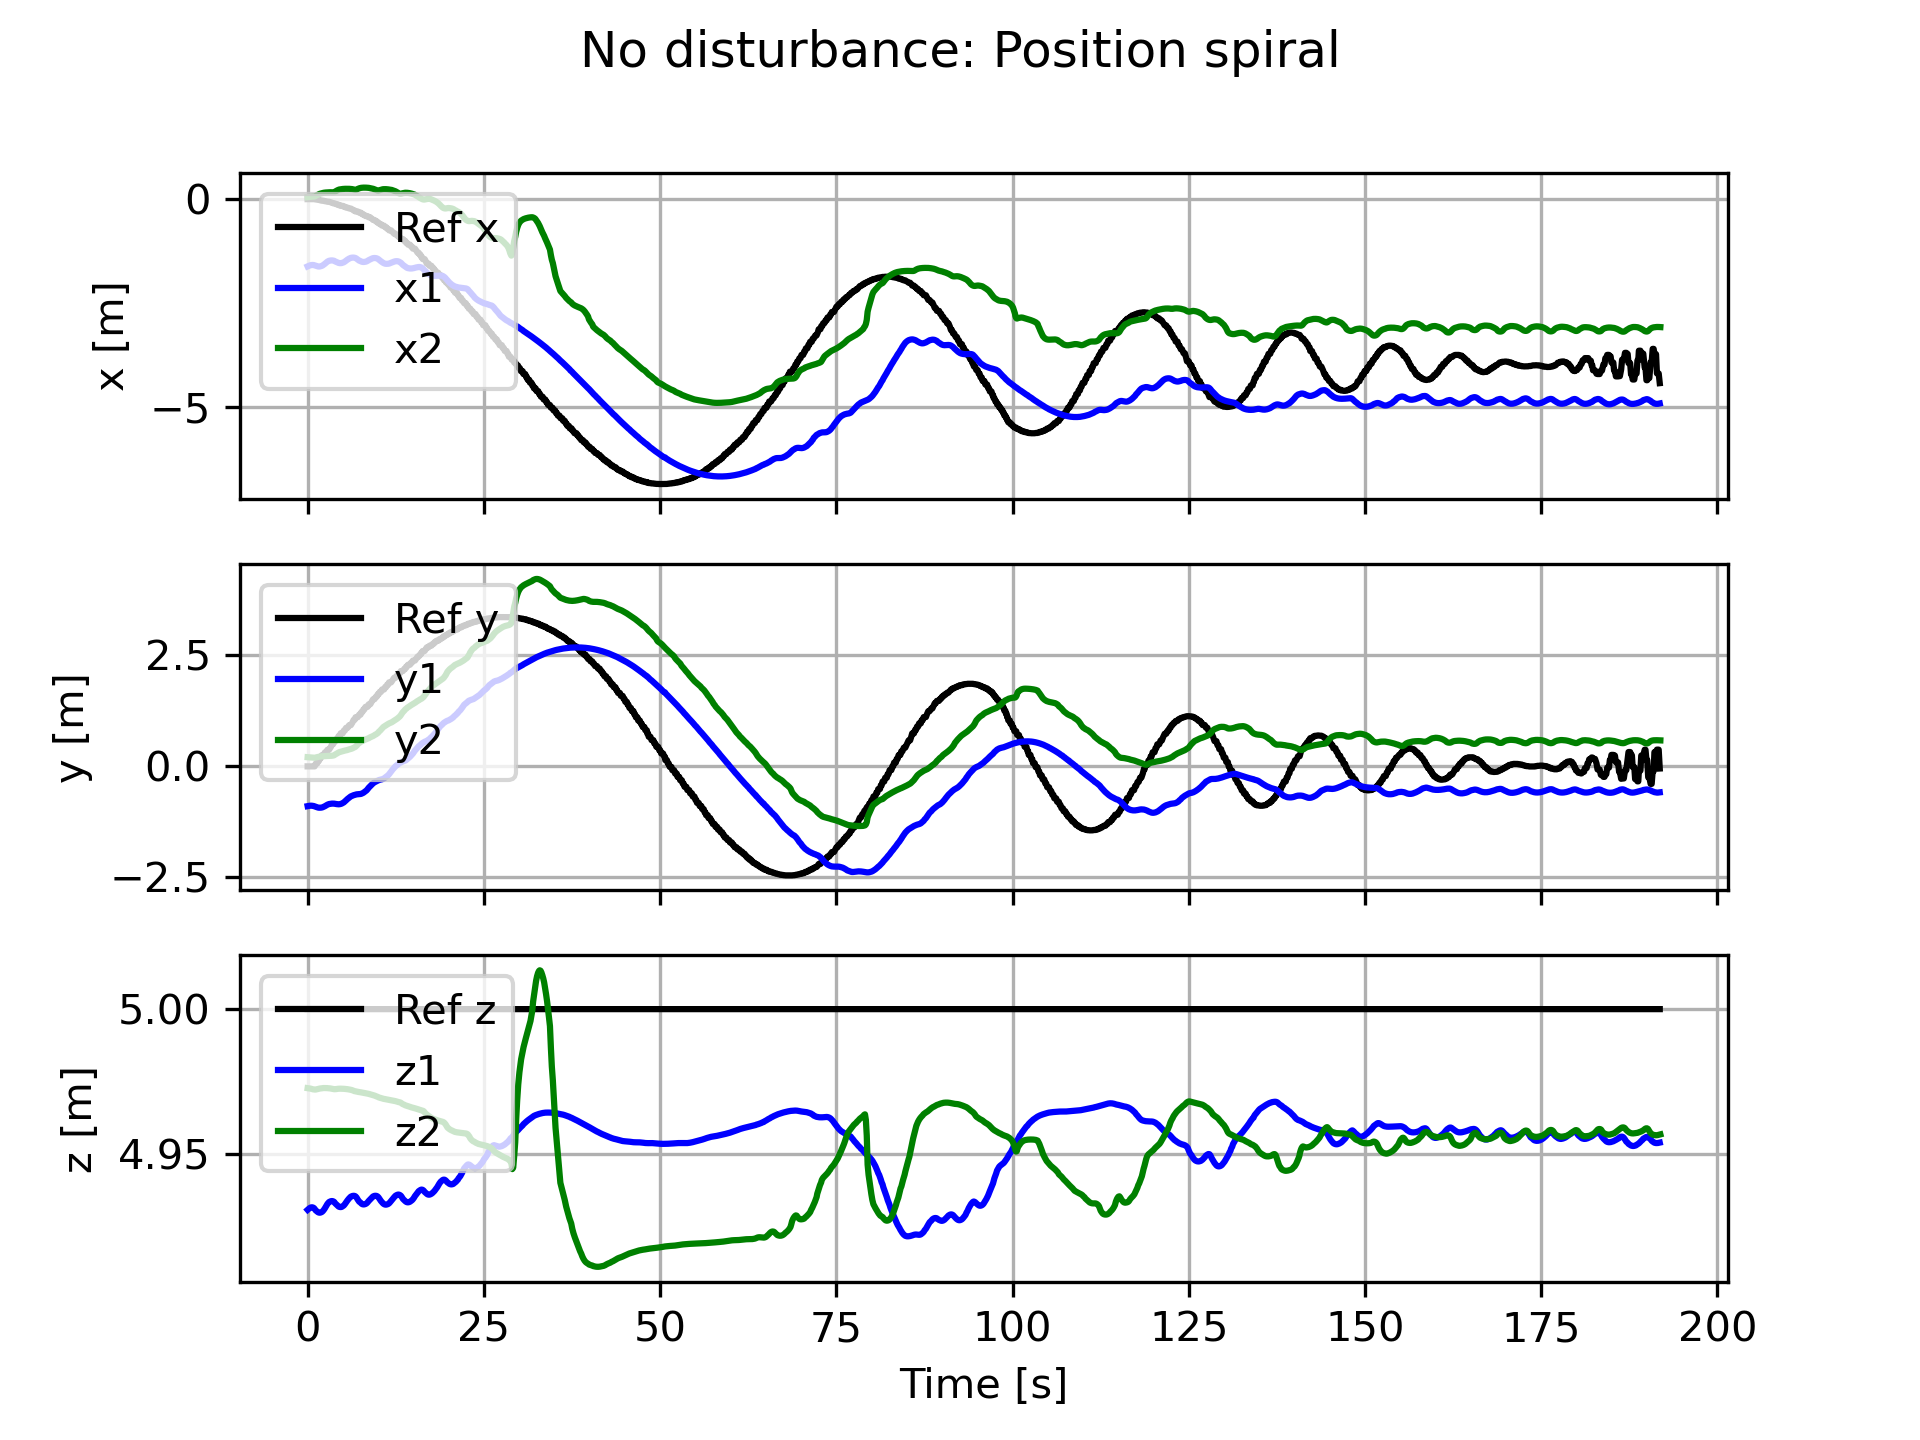 No disturbance: Position spiral
x [m]
0
−5
Ref x
x1
x2
y [m]
2.5
0.0
−2.5
Ref y
y1
y2
z [m]
5.00
4.95
Ref z
z1
z2
0 25 50 75 100 125 150 175 200
Time [s]